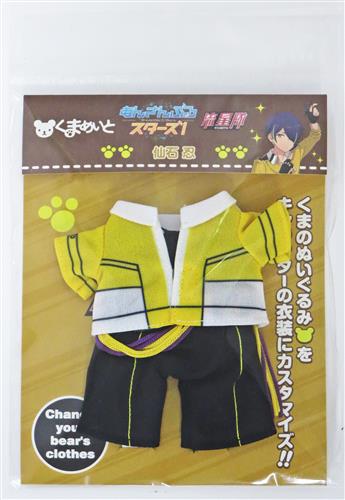 くまめいと
あんさんぶる
スターズ!
流星隊
仙石 忍
くまのぬいぐるみを
キャラクターの衣装にカスタマイズ!!
Change
your
bear's
clothes